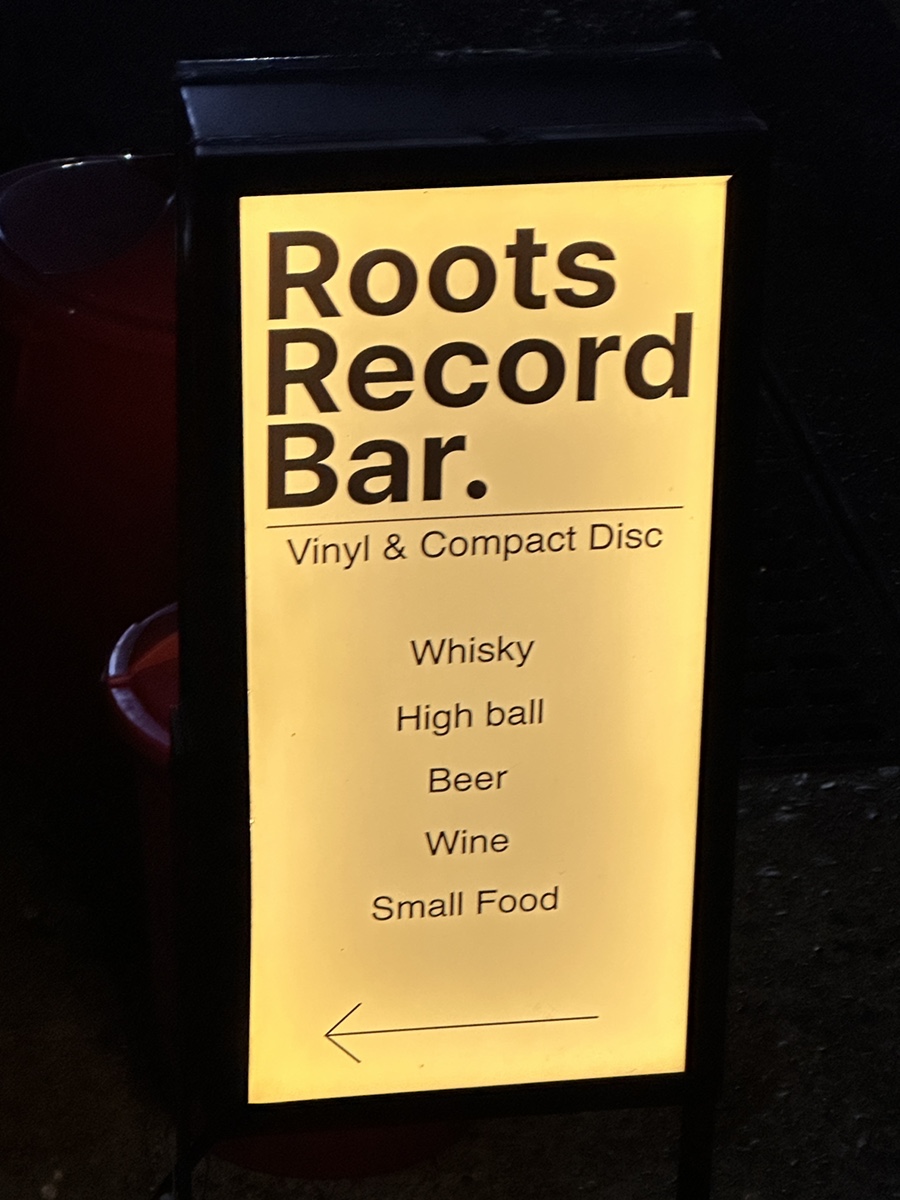 Roots
Record
Bar.
Vinyl & Compact Disc
Whisky
High ball
Beer
Wine
Small Food